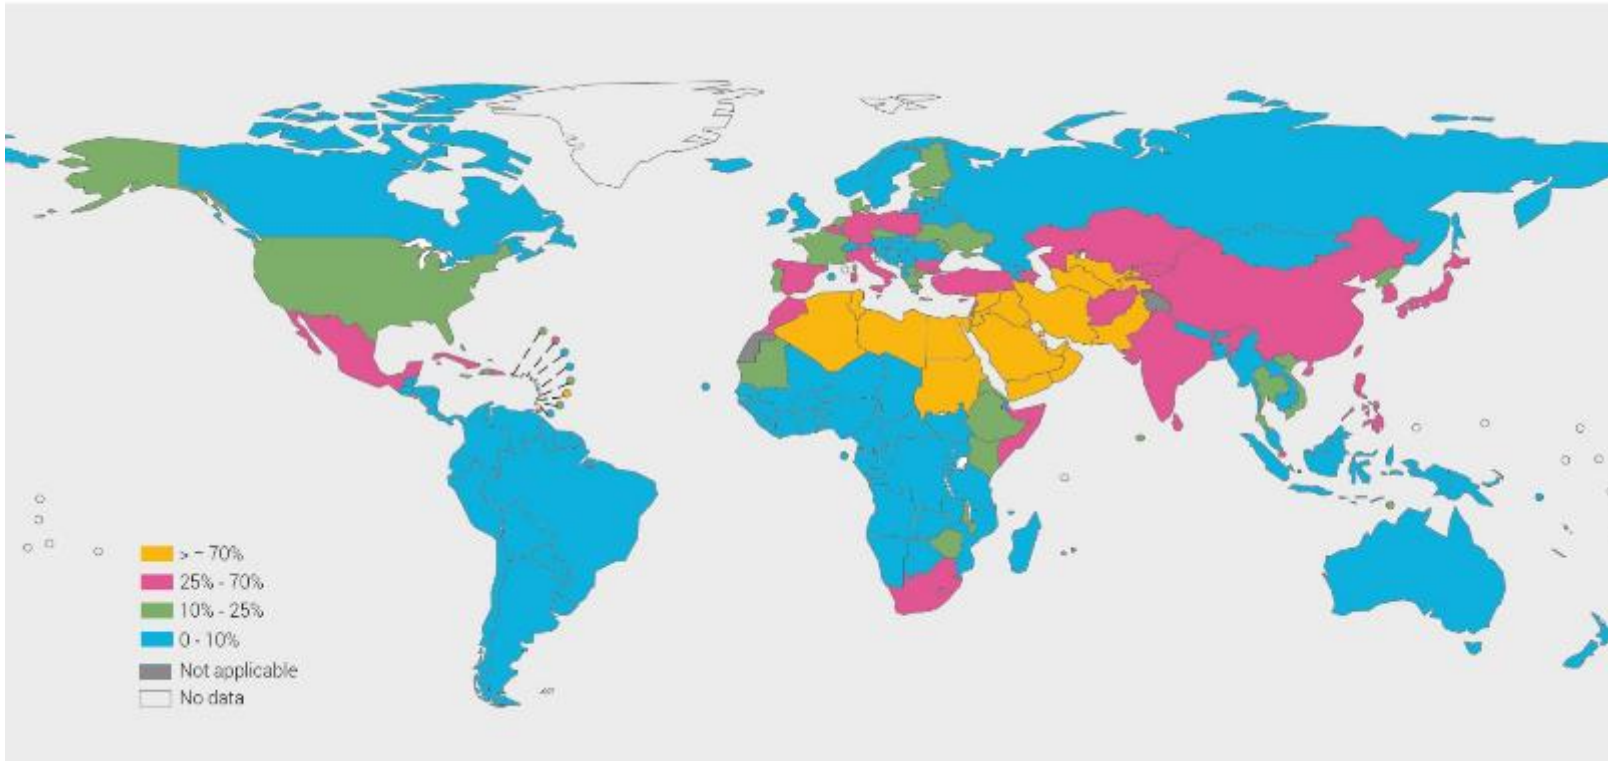 > = 70%
25% - 70%
10% - 25%
0 - 10%
Not applicable
No data